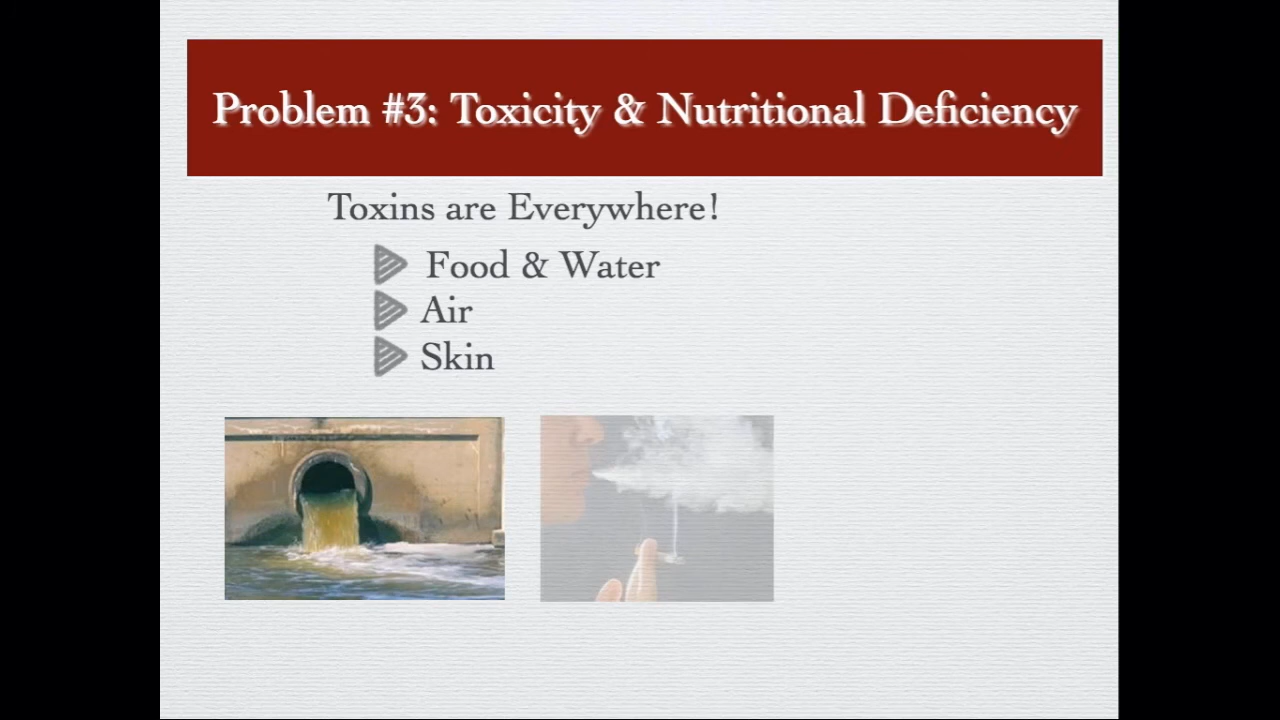 Problem #3: Toxicity & Nutritional Deficiency
Toxins are Everywhere!
Food & Water
Air
Skin